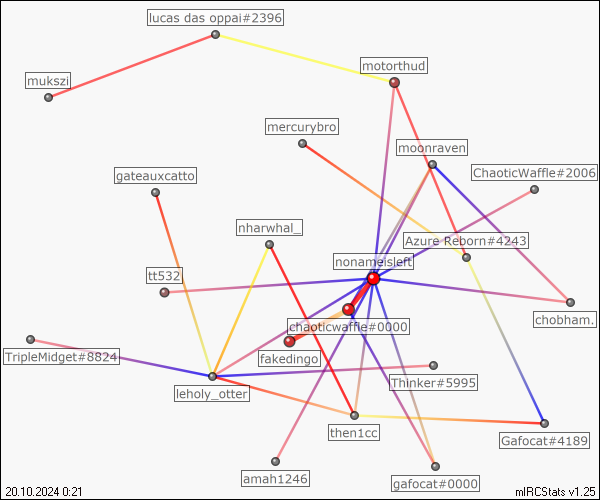 lucas das oppai#2396
motorthud
mukszi
mercurybro
moonraven
gateauxcatto
ChaoticWaffle#2006
nharwhal_
Azure Reborn#4243
nonameisleft
tt532
chobham.
chaoticwaffle#0000
fakedingo
TripleMidget#8824
Thinker#5995
leholy_otter
then1cc
Gafocat#4189
amah1246
gafocat#0000
20.10.2024 0:21
mIRCStats v1.25